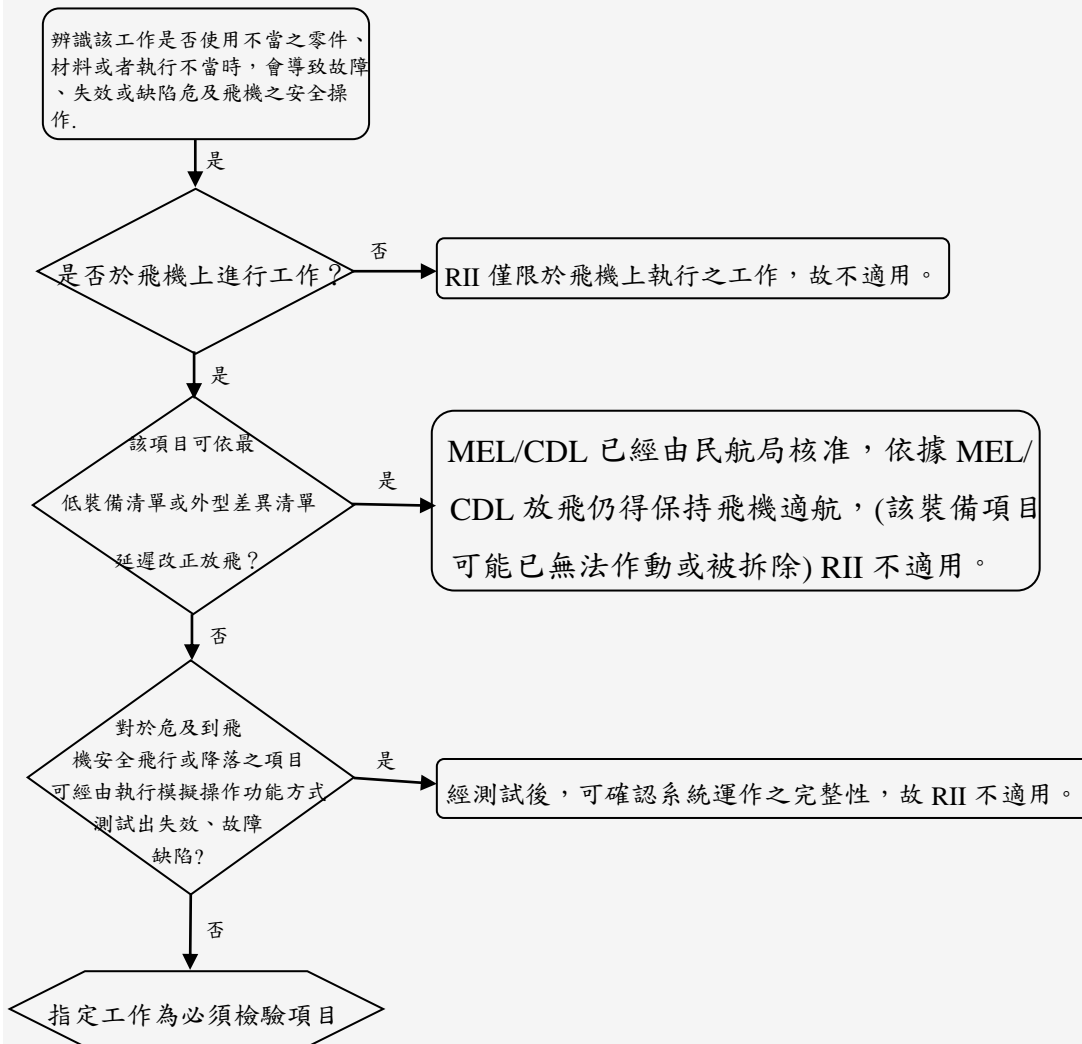 辨識該工作是否使用不當之零件、
材料或者執行不當時，會導致故障
、失效或缺陷危及飛機之安全操
作.
是
是否於飛機上進行工作？
否
RII 僅限於飛機上執行之工作，故不適用。
是
該項目可依最
低裝備清單或外型差異清單
延遲改正放飛？
是
MEL/CDL 已經由民航局核准，依據 MEL/
CDL 放飛仍得保持飛機適航，(該裝備項目
可能已無法作動或被拆除) RII 不適用。
否
對於危及到飛
機安全飛行或降落之項目
可經由執行模擬操作功能方式
測試出失效、故障
缺陷?
是
經測試後，可確認系統運作之完整性，故 RII 不適用。
否
指定工作為必須檢驗項目